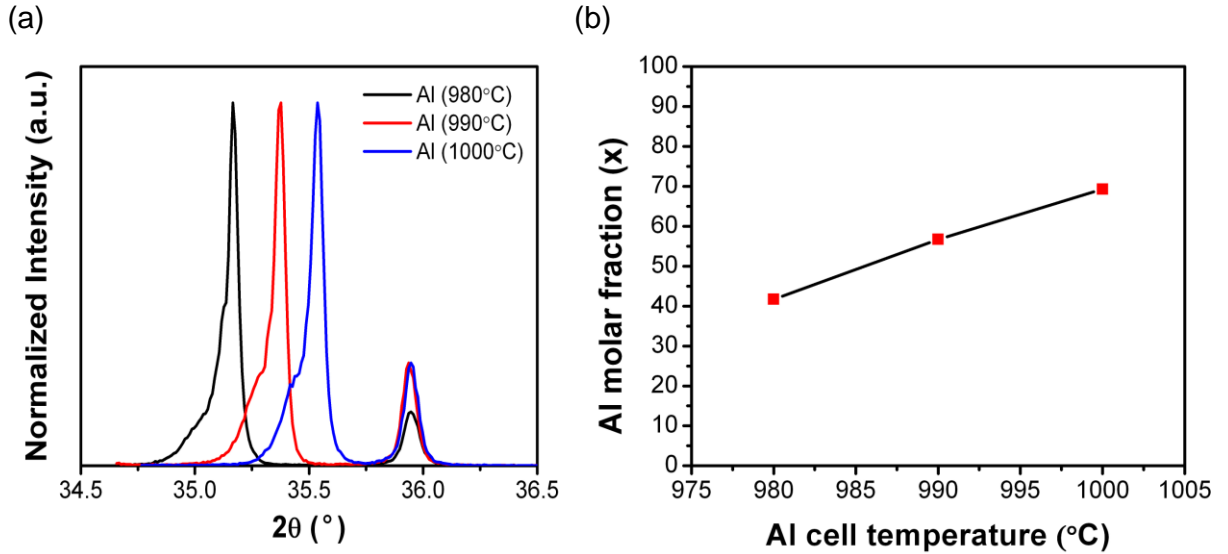 (a)
Normalized Intensity (a.u.)
Al (980°C)
Al (990°C)
Al (1000°C)
34.5 35.0 35.5 36.0 36.5
2θ (°)
(b)
Al molar fraction (x)
100
90
80
70
60
50
40
30
20
10
0
975 980 985 990 995 1000 1005
Al cell temperature (°C)